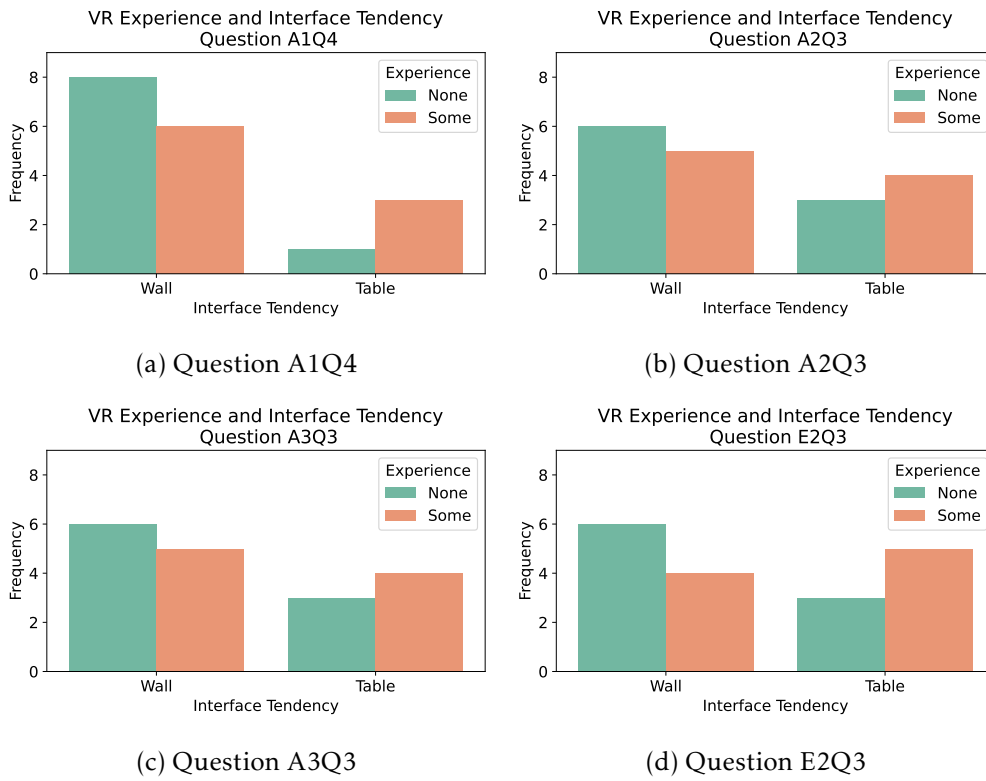 VR Experience and Interface Tendency
Question A1Q4
Experience
None
Some
Frequency
8
6
4
2
0
Wall
Table
Interface Tendency
(a) Question A1Q4
VR Experience and Interface Tendency
Question A2Q3
Experience
None
Some
Frequency
8
6
4
2
0
Wall
Table
Interface Tendency
(b) Question A2Q3
VR Experience and Interface Tendency
Question A3Q3
Experience
None
Some
Frequency
8
6
4
2
0
Wall
Table
Interface Tendency
(c) Question A3Q3
VR Experience and Interface Tendency
Question E2Q3
Experience
None
Some
Frequency
8
6
4
2
0
Wall
Table
Interface Tendency
(d) Question E2Q3